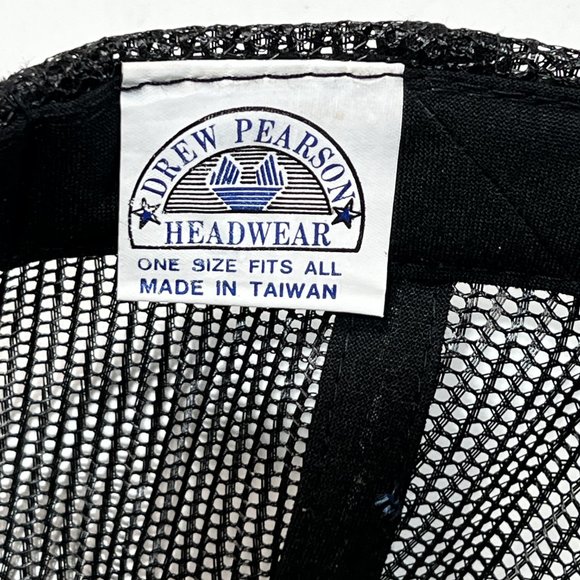 DREW PEARSON
HEADWEAR
ONE SIZE FITS ALL
MADE IN TAIWAN